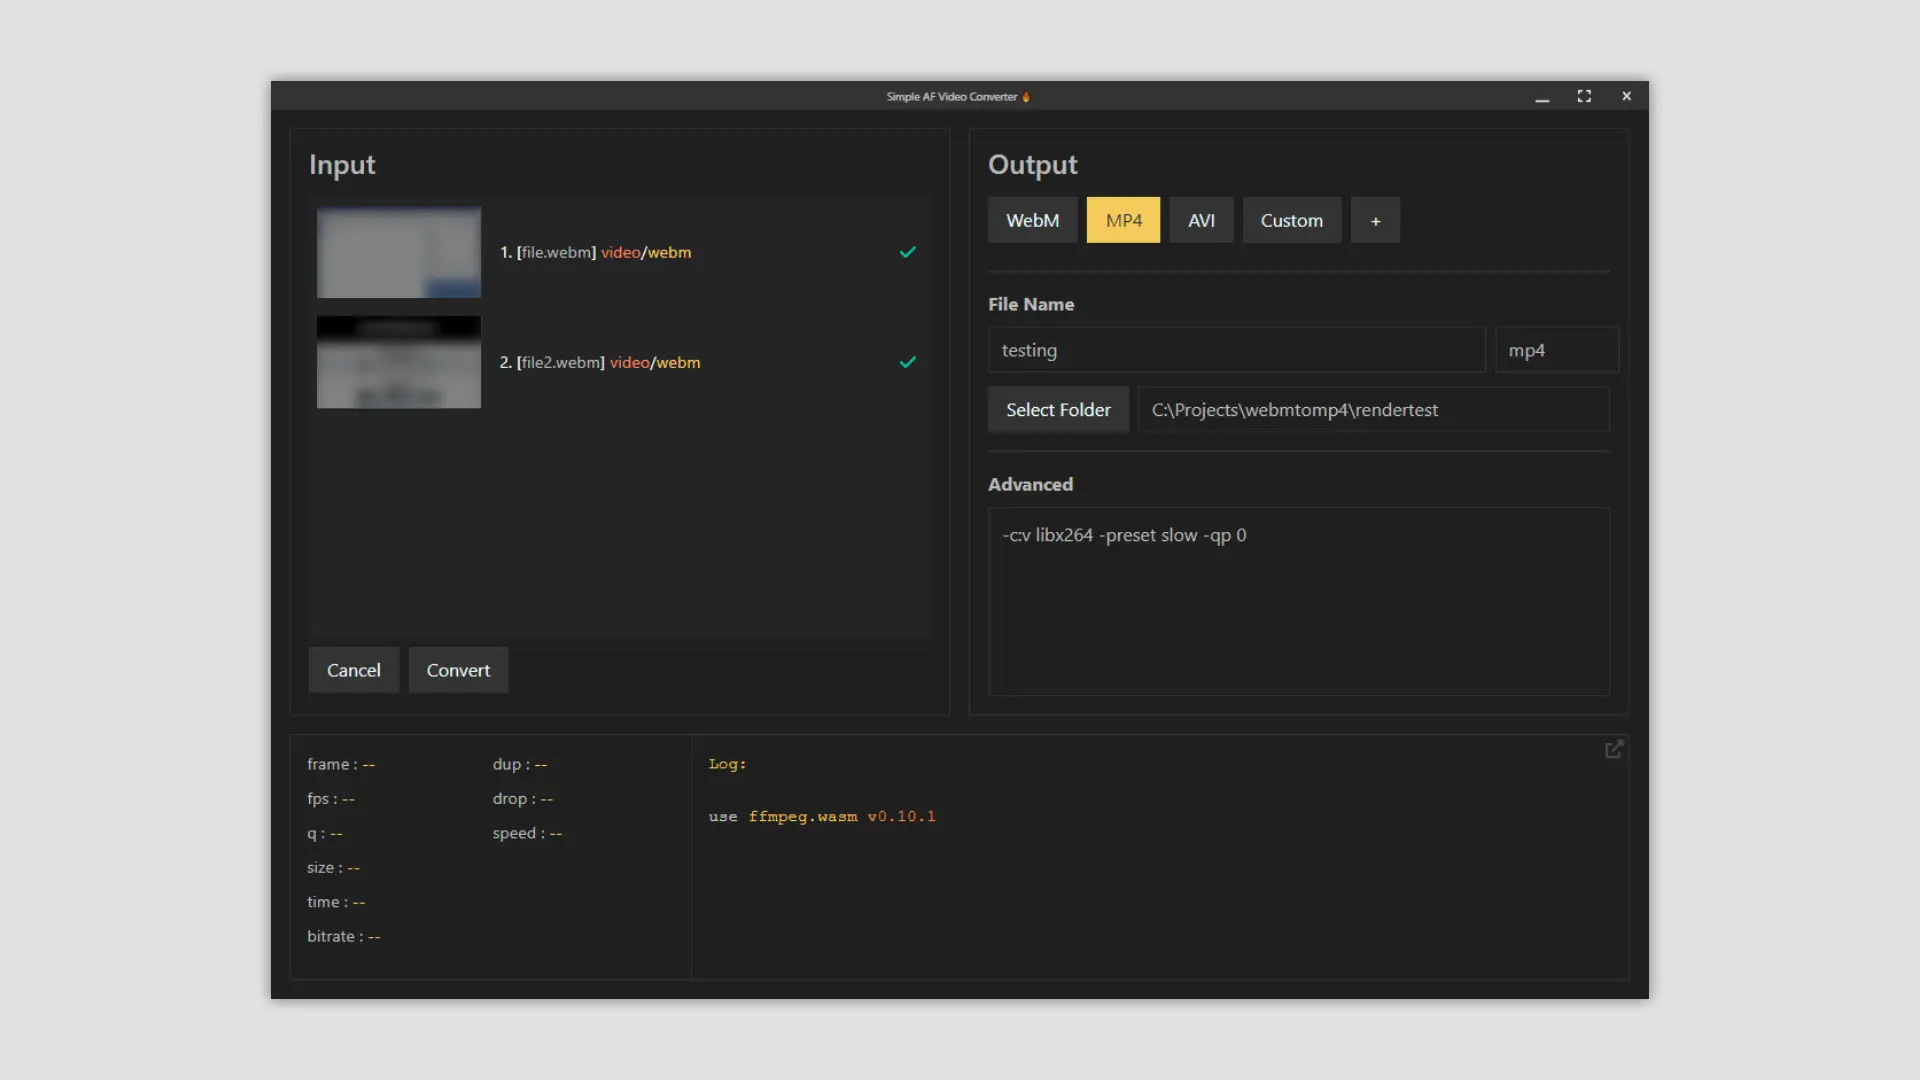 Simple AF Video Converter
Input
1. [file.webm] video/webm
2. [file2.webm] video/webm
Cancel
Convert
Output
WebM
MP4
AVI
Custom
+
File Name
testing
mp4
Select Folder
C:\Projects\webmtomp4\rendertest
Advanced
-c:v libx264 -preset slow -qp 0
frame : --
fps : --
q : --
size : --
time : --
bitrate : --
dup : --
drop : --
speed : --
Log:
use ffmpeg.wasm v0.10.1